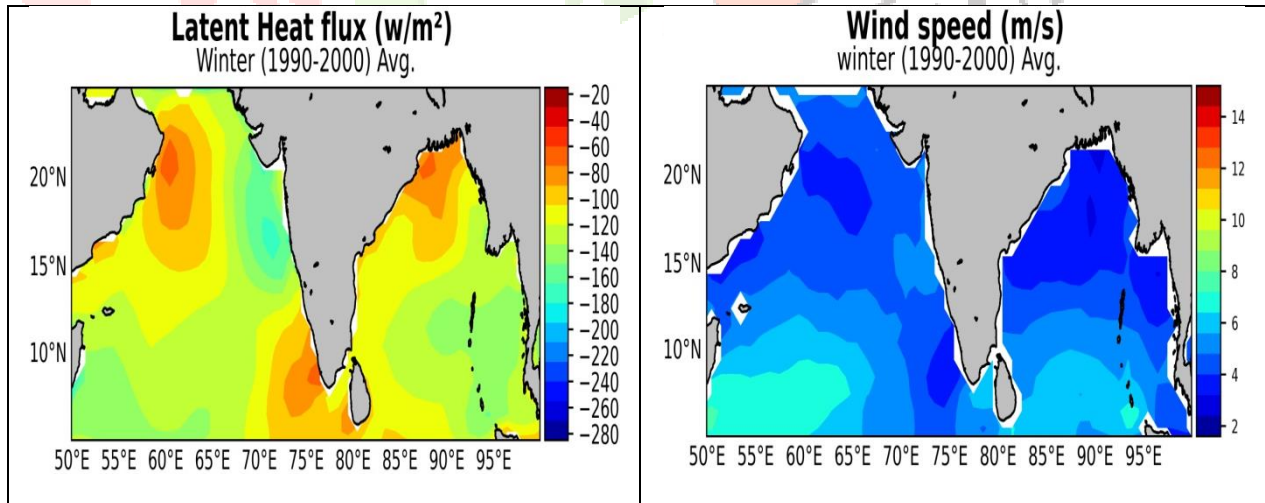 Latent Heat flux (w/m²)
Winter (1990-2000) Avg.
20°N
15°N
10°N
50°E 55°E 60°E 65°E 70°E 75°E 80°E 85°E 90°E 95°E
−20
−40
−60
−80
−100
−120
−140
−160
−180
−200
−220
−240
−260
−280
Wind speed (m/s)
winter (1990-2000) Avg.
20°N
15°N
10°N
50°E 55°E 60°E 65°E 70°E 75°E 80°E 85°E 90°E 95°E
14
12
10
8
6
4
2